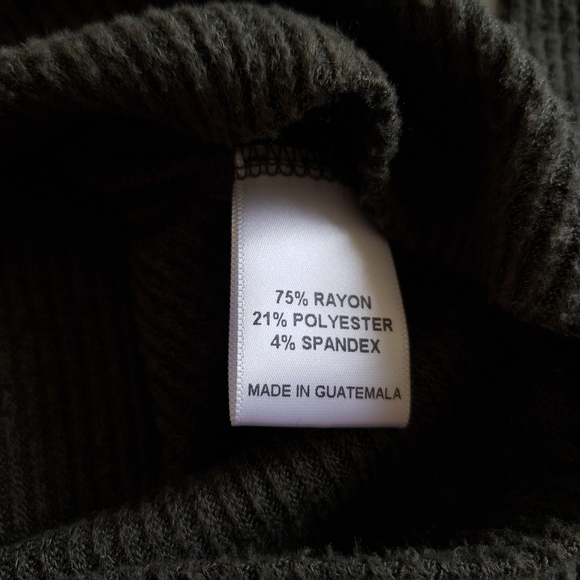 75% RAYON
21% POLYESTER
4% SPANDEX
MADE IN GUATEMALA